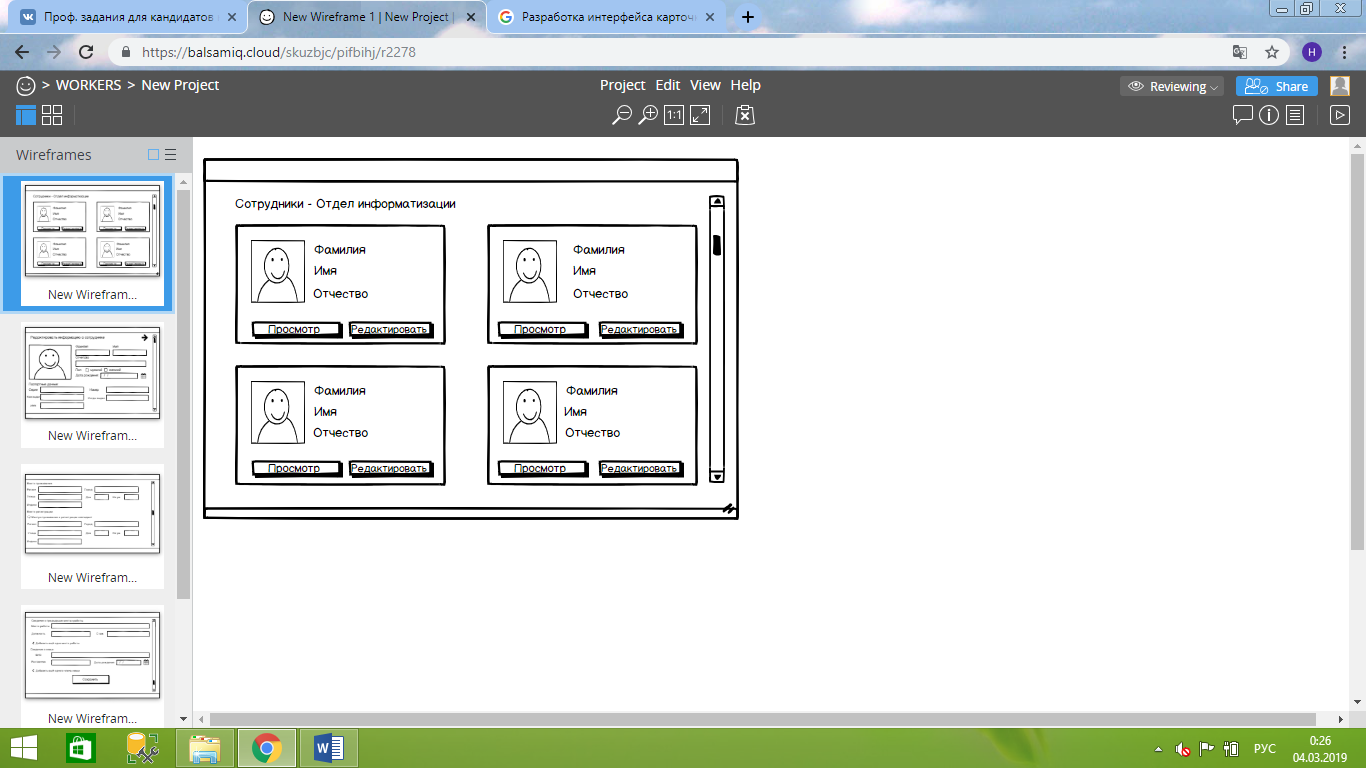 Проф. задания для кандидатов
New Wireframe 1 | New Project |
Разработка интерфейса карточ
https://balsamiq.cloud/skuzbjc/pifbihj/r2278
H
> WORKERS > New Project
Project Edit View Help
Reviewing
Share
1:1
Wireframes
New Wirefram...
New Wirefram...
New Wirefram...
New Wirefram...
Сотрудники - Отдел информатизации
Фамилия
Имя
Отчество
Просмотр Редактировать
Фамилия
Имя
Отчество
Просмотр Редактировать
Фамилия
Имя
Отчество
Просмотр Редактировать
Фамилия
Имя
Отчество
Просмотр Редактировать
РУС
0:26
04.03.2019